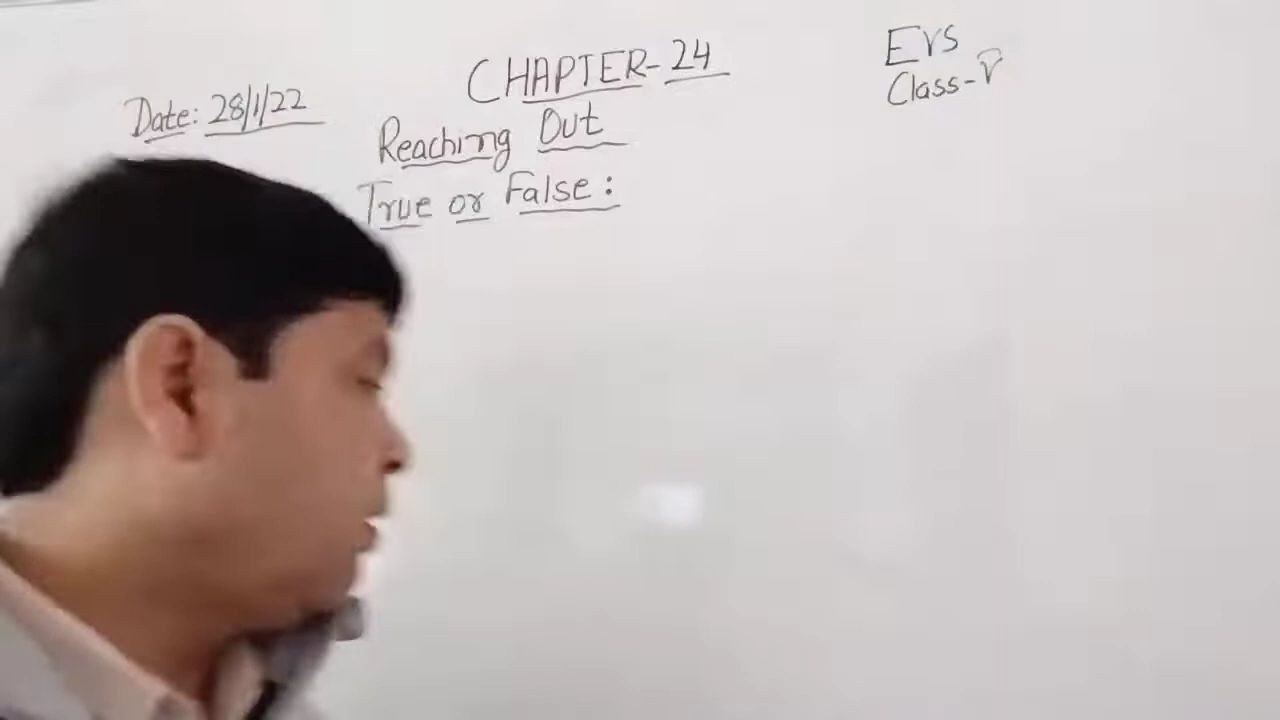 CHAPTER-24
EVS
Class-V
Date: 28/1/22
Reaching Out
True or False: